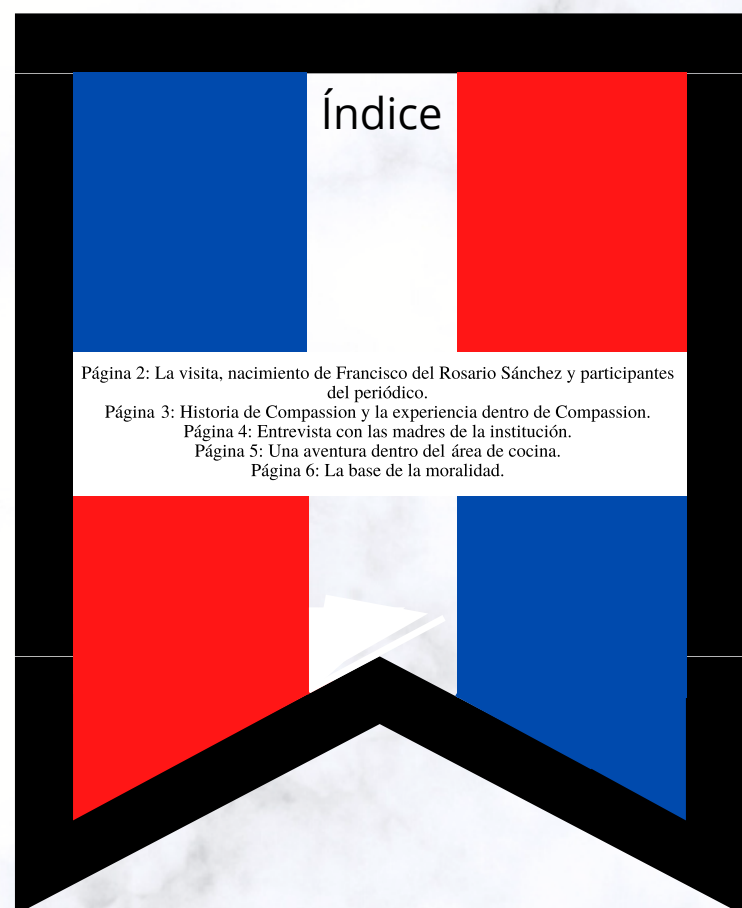 Índice
Página 2: La visita, nacimiento de Francisco del Rosario Sánchez y participantes
del periódico.
Página 3: Historia de Compassion y la experiencia dentro de Compassion.
Página 4: Entrevista con las madres de la institución.
Página 5: Una aventura dentro del área de cocina.
Página 6: La base de la moralidad.